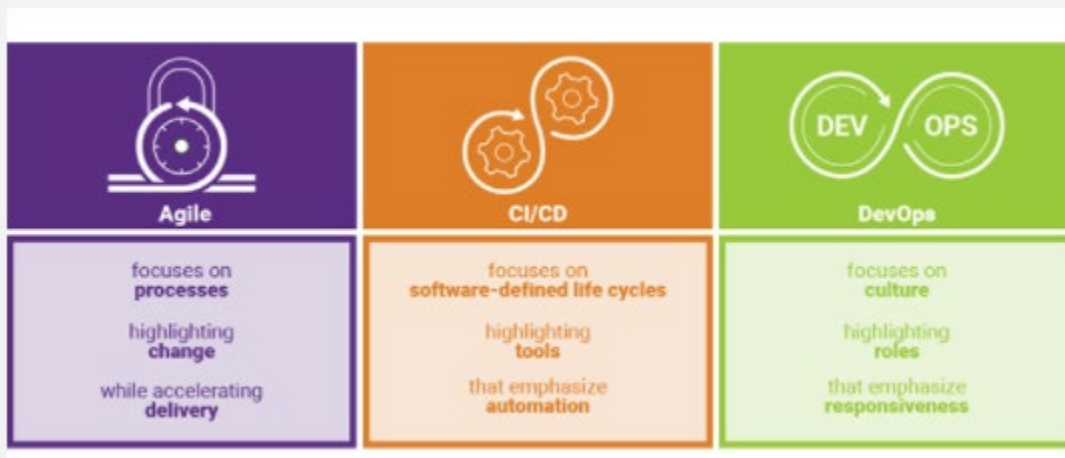 DEV OPS
Agile
CI/CD
DevOps
focuses on
processes
highlighting
change
while accelerating
delivery
focuses on
software-defined life cycles
highlighting
tools
that emphasize
automation
focuses on
culture
highlighting
roles
that emphasize
responsiveness